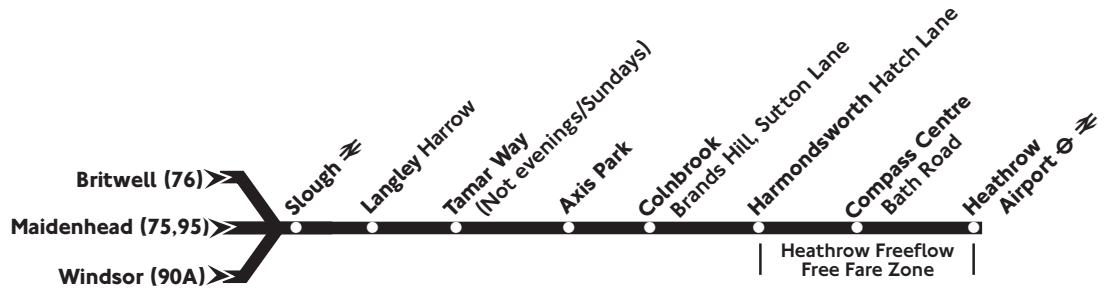 Britwell (76)
Maidenhead (75,95)
Windsor (90A)
Slough
Langley Harrow
Tamar Way
(Not evenings/Sundays)
Axis Park
Colnbrook
Brands Hill, Sutton Lane
Harmondsworth Hatch Lane
Compass Centre
Bath Road
Heathrow
Airport
Heathrow Freeflow
Free Fare Zone